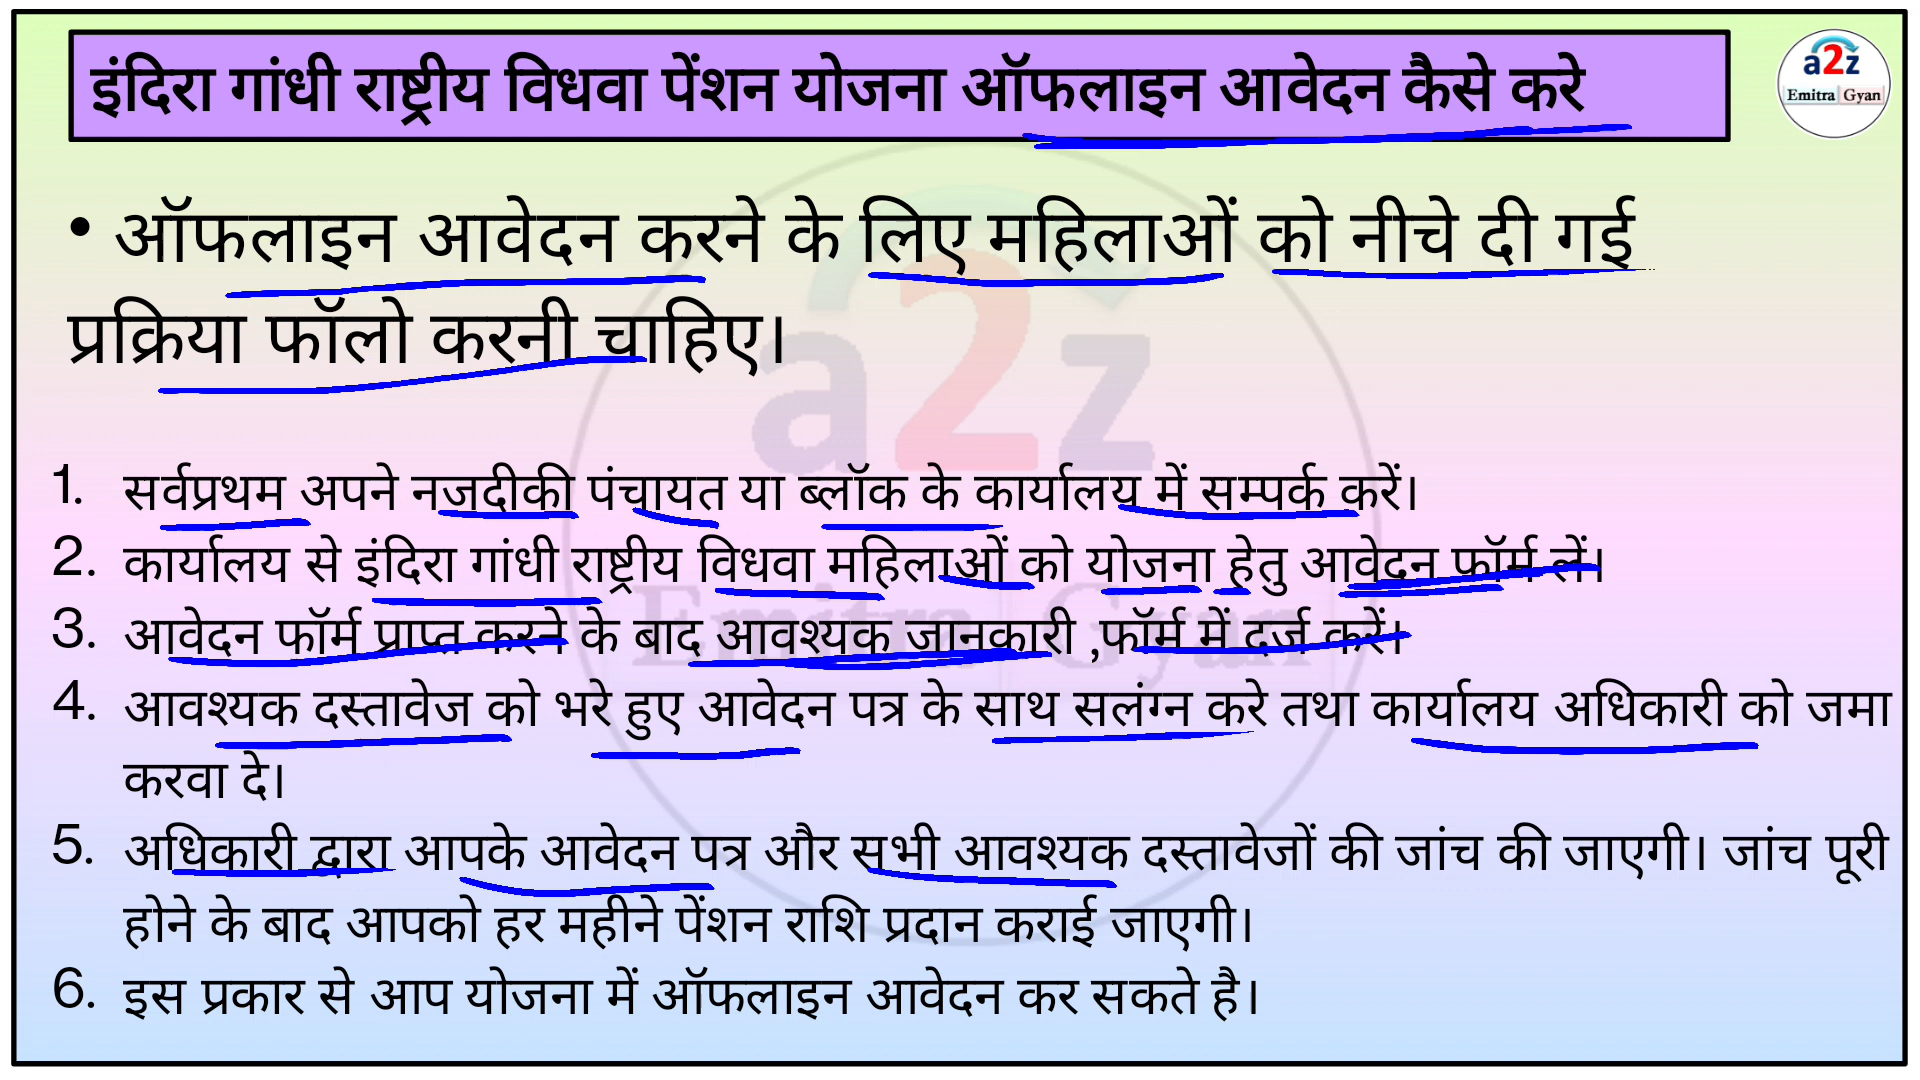 इंदिरा गांधी राष्ट्रीय विधवा पेंशन योजना ऑफलाइन आवेदन कैसे करे
a2z
Emitra Gyan
• ऑफलाइन आवेदन करने के लिए महिलाओं को नीचे दी गई
प्रक्रिया फॉलो करनी चाहिए।
a2z
1. सर्वप्रथम अपने नजदीकी पंचायत या ब्लॉक के कार्यालय में सम्पर्क करें।
2. कार्यालय से इंदिरा गांधी राष्ट्रीय विधवा महिलाओं को योजना हेतु आवेदन फॉर्म लें।
Emitra Gyan
3. आवेदन फॉर्म प्राप्त करने के बाद आवश्यक जानकारी ,फॉर्म में दर्ज करें।
4. आवश्यक दस्तावेज को भरे हुए आवेदन पत्र के साथ सलंग्न करे तथा कार्यालय अधिकारी को जमा
करवा दे।
5. अधिकारी द्वारा आपके आवेदन पत्र और सभी आवश्यक दस्तावेजों की जांच की जाएगी। जांच पूरी
होने के बाद आपको हर महीने पेंशन राशि प्रदान कराई जाएगी।
6. इस प्रकार से आप योजना में ऑफलाइन आवेदन कर सकते है।